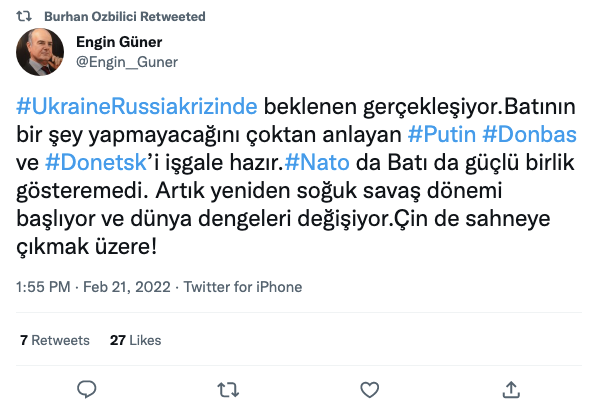 Burhan Ozbilici Retweeted
Engin Güner
@Engin__Guner
#UkraineRussiakrizinde beklenen gerçekleşiyor.Batının
bir şey yapmayacağını çoktan anlayan #Putin #Donbas
ve #Donetsk’i işgale hazır.#Nato da Batı da güçlü birlik
gösteremedi. Artık yeniden soğuk savaş dönemi
başlıyor ve dünya dengeleri değişiyor.Çin de sahneye
çıkmak üzere!
1:55 PM · Feb 21, 2022 · Twitter for iPhone
7 Retweets 27 Likes